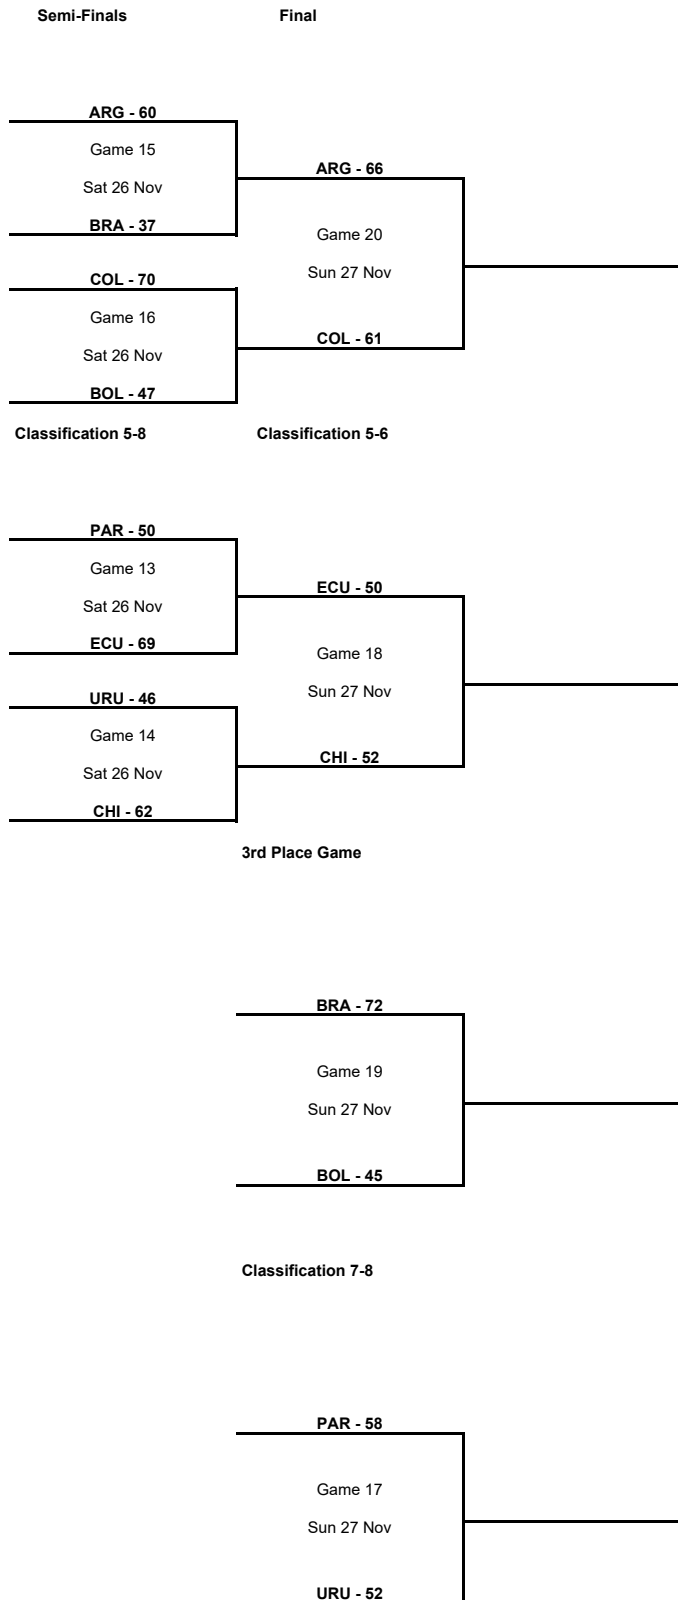 Semi-Finals Final
ARG - 60
Game 15
ARG - 66
Sat 26 Nov
BRA - 37
Game 20
Sun 27 Nov
COL - 70
Game 16
COL - 61
Sat 26 Nov
BOL - 47
Classification 5-8 Classification 5-6
PAR - 50
Game 13
ECU - 50
Sat 26 Nov
ECU - 69
Game 18
Sun 27 Nov
URU - 46
Game 14
CHI - 52
Sat 26 Nov
CHI - 62
3rd Place Game
BRA - 72
Game 19
Sun 27 Nov
BOL - 45
Classification 7-8
PAR - 58
Game 17
Sun 27 Nov
URU - 52